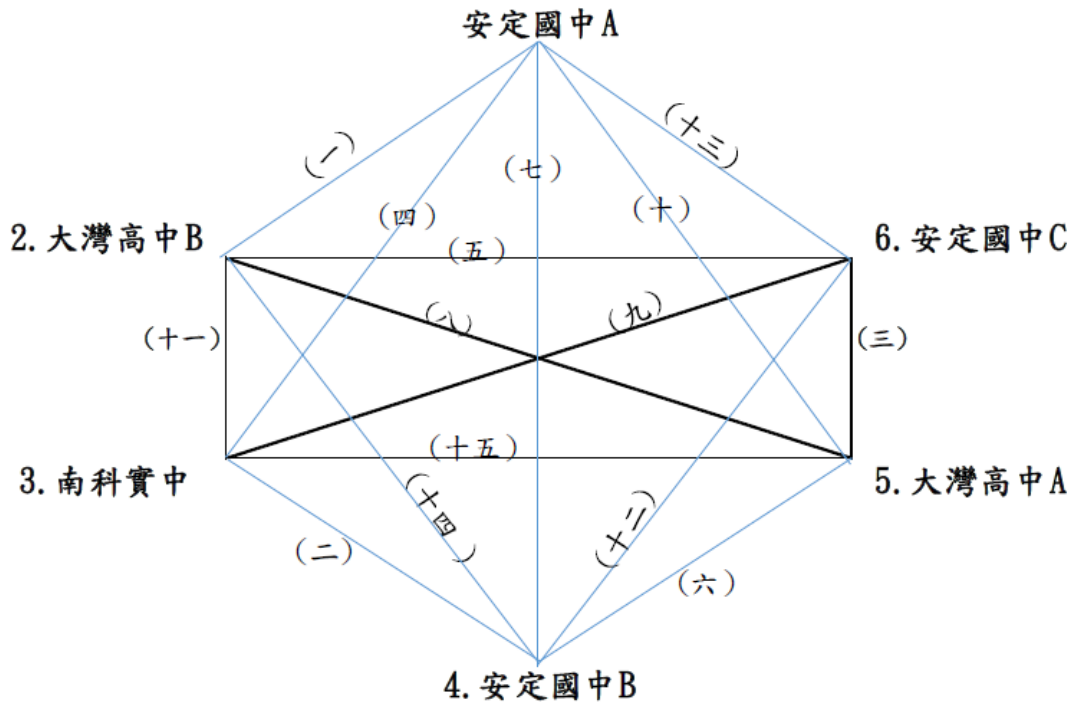 安定國中A
(一)
(十三)
(七)
(四)
(十)
2.大灣高中B
(五)
6.安定國中C
(八)
(九)
(十一)
(三)
(十五)
3.南科實中
5.大灣高中A
(十四)
(十二)
(二)
(六)
4.安定國中B